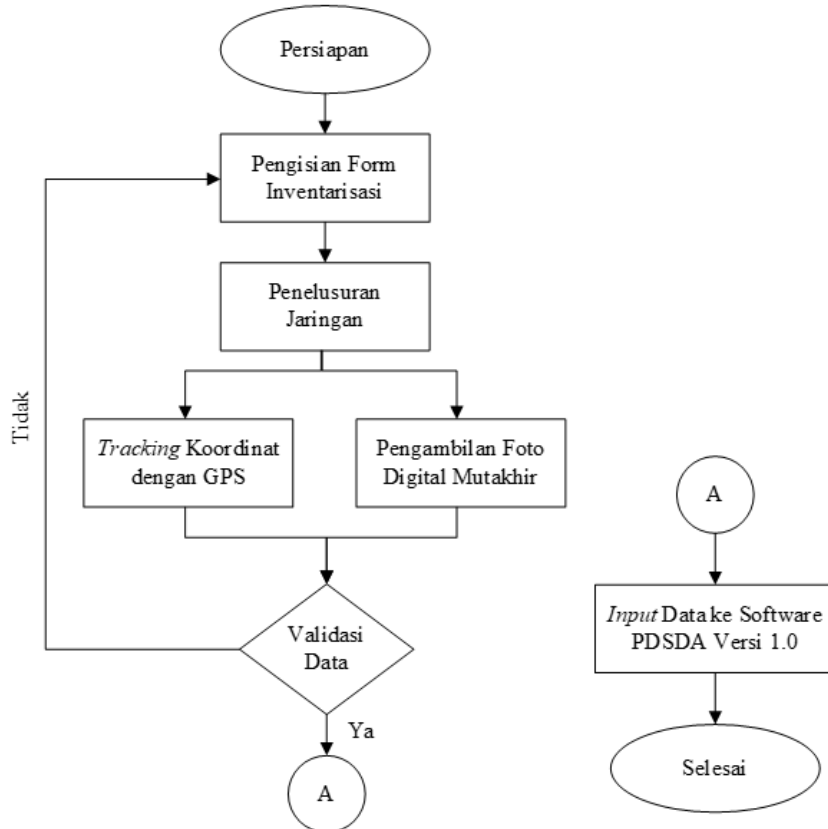 Persiapan
Pengisian Form
Inventarisasi
Penelusuran
Jaringan
Tracking Koordinat
dengan GPS
Pengambilan Foto
Digital Mutakhir
Tidak
Validasi
Data
Ya
A
A
Input Data ke Software
PDSDA Versi 1.0
Selesai